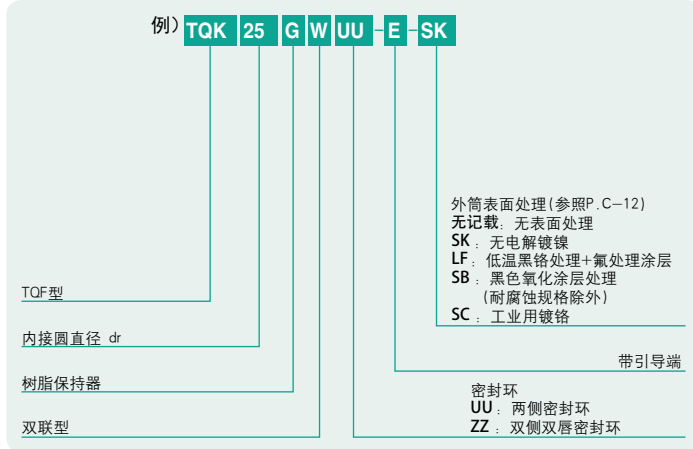 例) TQK 25 G W UU - E - SK
外筒表面处理(参照P.C-12)
无记载：无表面处理
SK：无电解镀镍
LF：低温黑铬处理+氟处理涂层
SB：黑色氧化涂层处理
(耐腐蚀规格除外)
SC：工业用镀铬
TQF型
内接圆直径 dr
带引导端
树脂保持器
密封环
UU：两侧密封环
ZZ：双侧双唇密封环
双联型